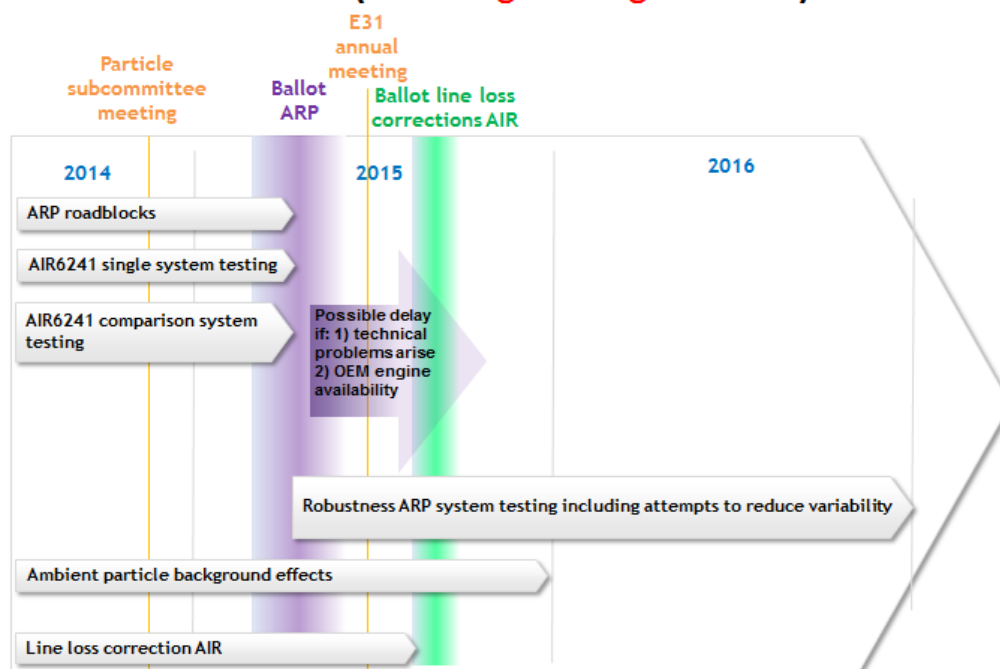 E31
annual
meeting
Particle
subcommittee
meeting
Ballot
ARP
Ballot line loss
corrections AIR
2014
2015
2016
ARP roadblocks
AIR6241 single system testing
AIR6241 comparison system
testing
Possible delay
if: 1) technical
problems arise
2) OEM engine
availability
Robustness ARP system testing including attempts to reduce variability
Ambient particle background effects
Line loss correction AIR